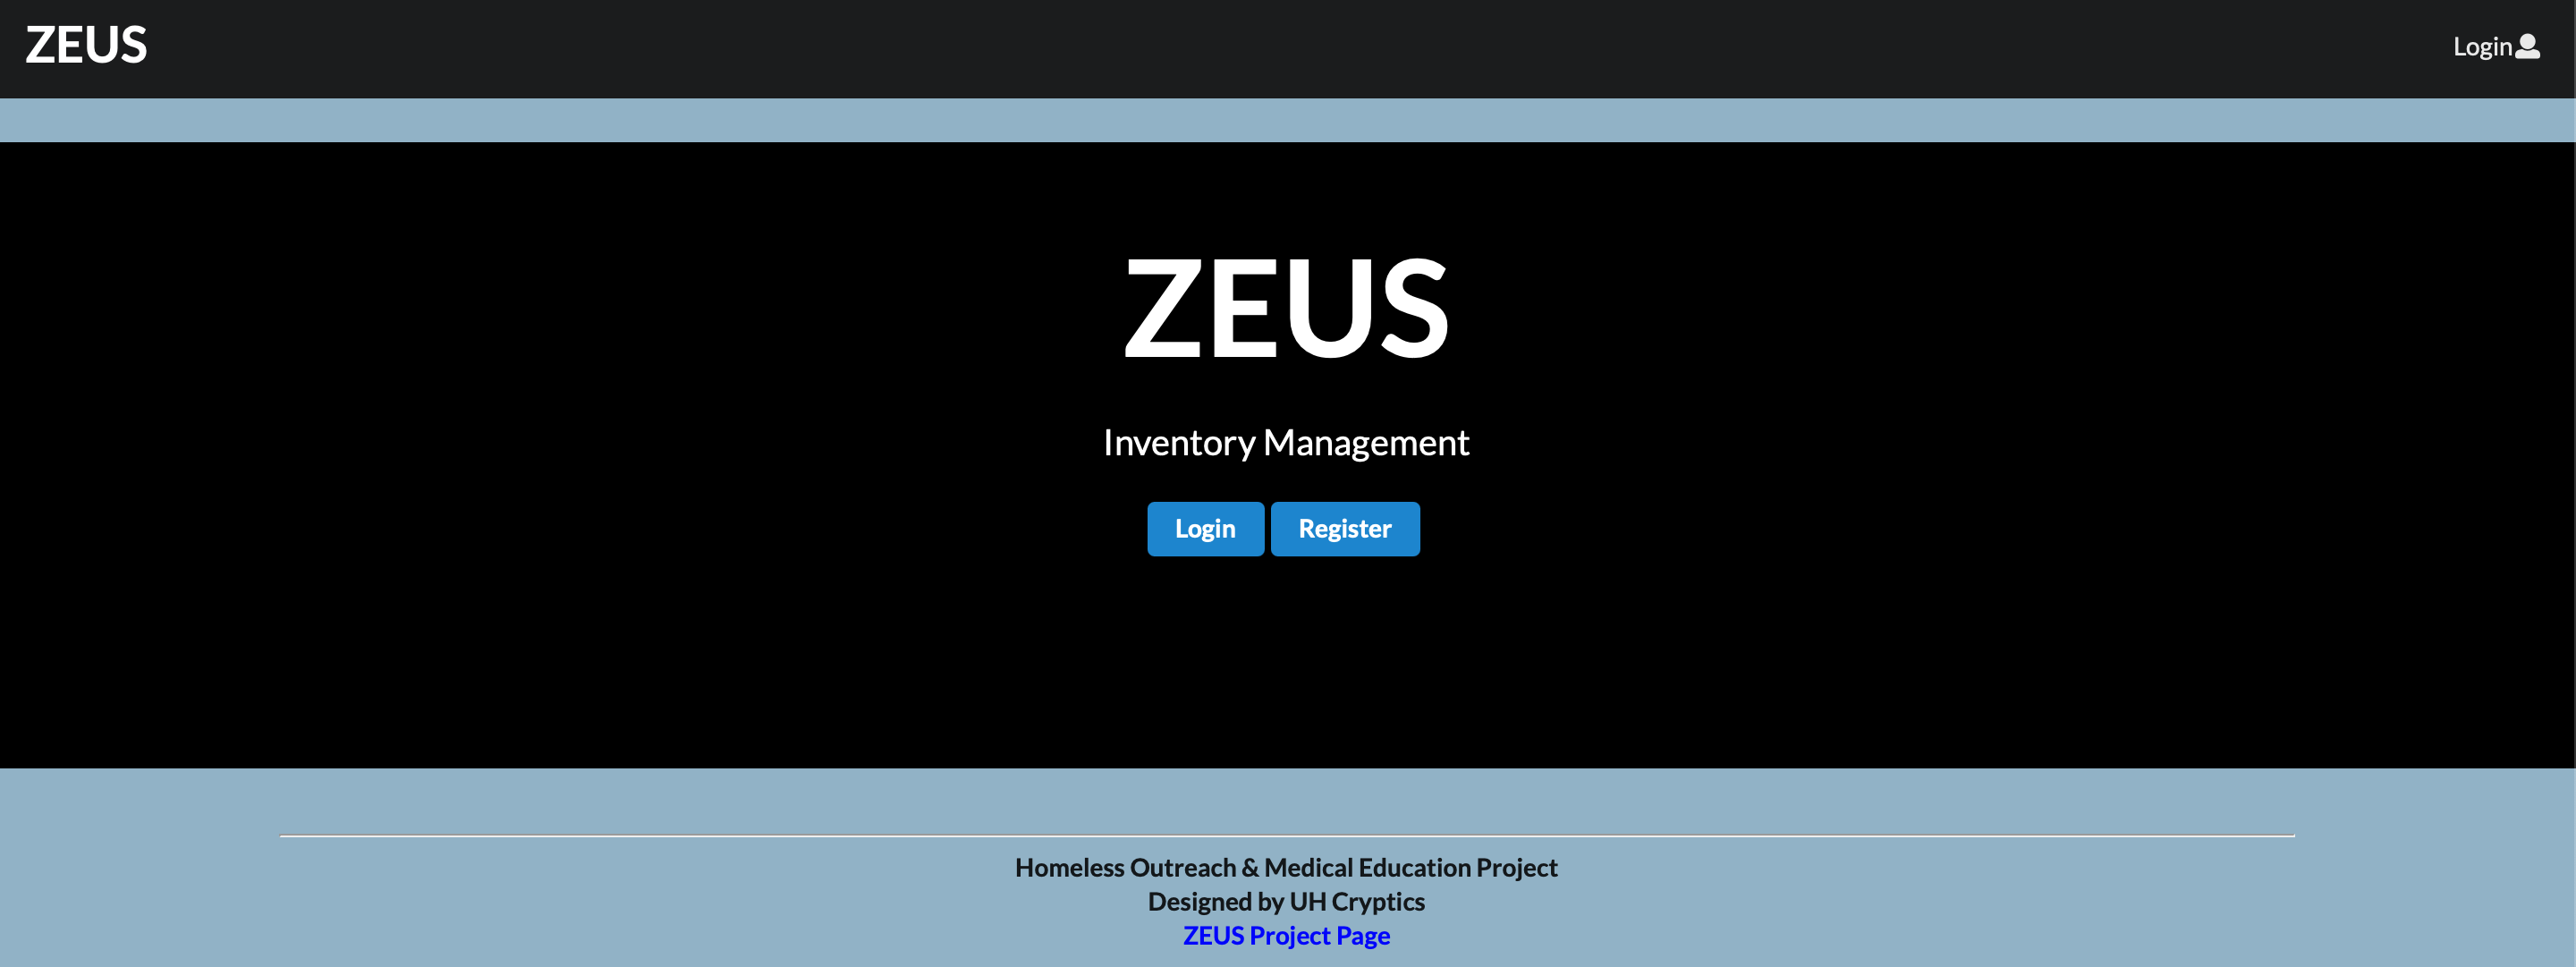 ZEUS
Login
ZEUS
Inventory Management
Login Register
Homeless Outreach & Medical Education Project
Designed by UH Cryptics
ZEUS Project Page